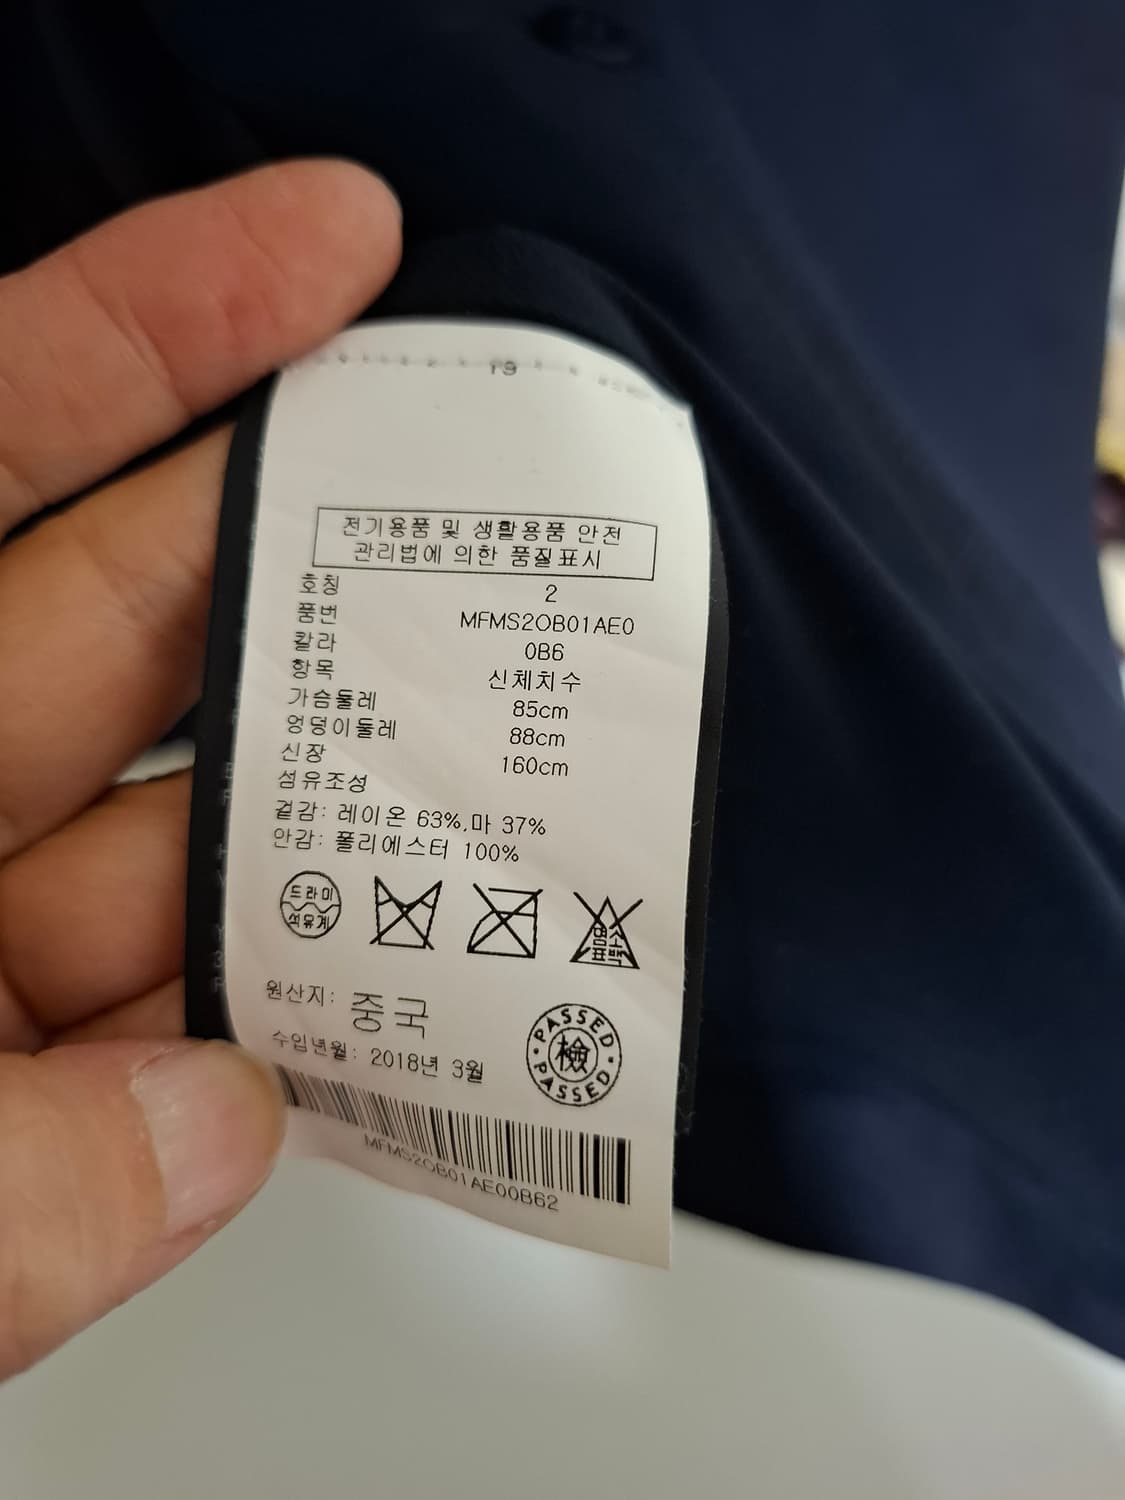 19
전기용품 및 생활용품 안전
관리법에 의한 품질표시
호칭 2
품번 MFMS2OB01AE0
칼라 0B6
항목 신체치수
가슴둘레 85cm
엉덩이둘레 88cm
신장 160cm
섬유조성
겉감: 레이온 63%,마 37%
안감: 폴리에스터 100%
드라이
석유계
염소
표백
원산지: 중국
수입년월: 2018년 3월
PASSED
檢
PASSED
MFMS2OB01AE00B62